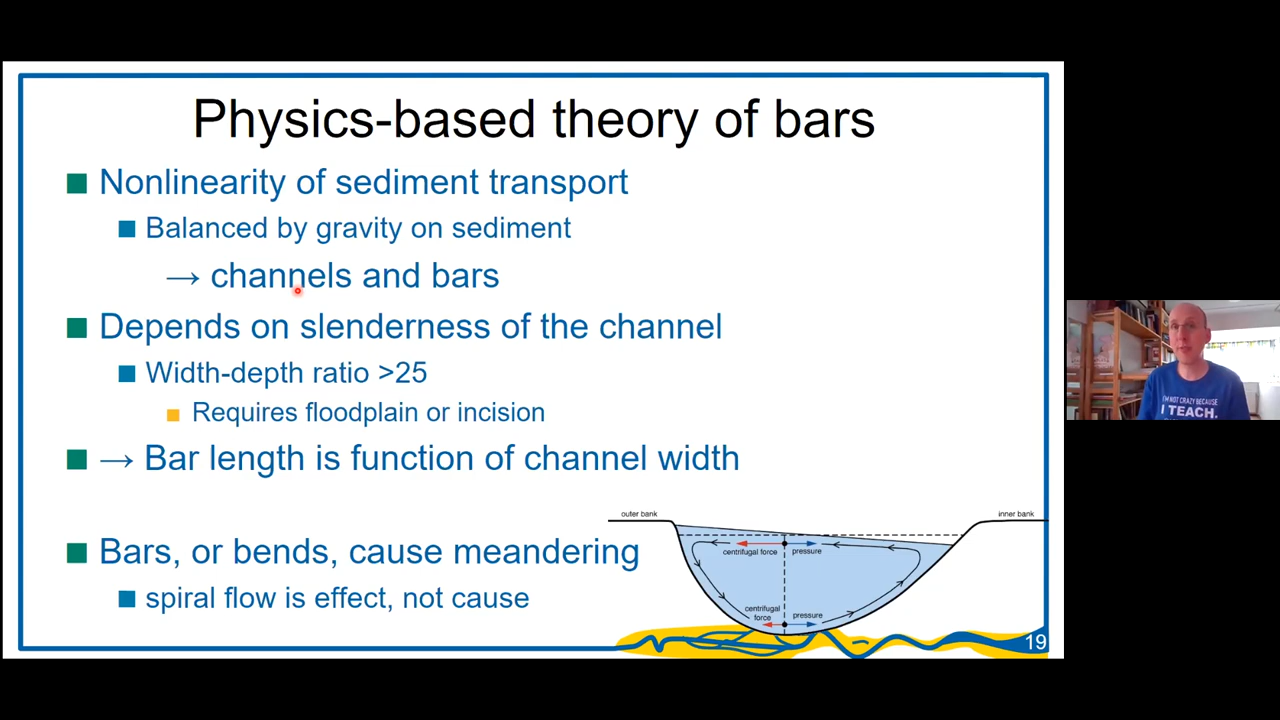 Physics-based theory of bars
Nonlinearity of sediment transport
Balanced by gravity on sediment
→ channels and bars
Depends on slenderness of the channel
Width-depth ratio >25
Requires floodplain or incision
→ Bar length is function of channel width
Bars, or bends, cause meandering
spiral flow is effect, not cause
outer bank
inner bank
centrifugal force
pressure
centrifugal
force
pressure
19
I'M NOT CRAZY BECAUSE
I TEACH.